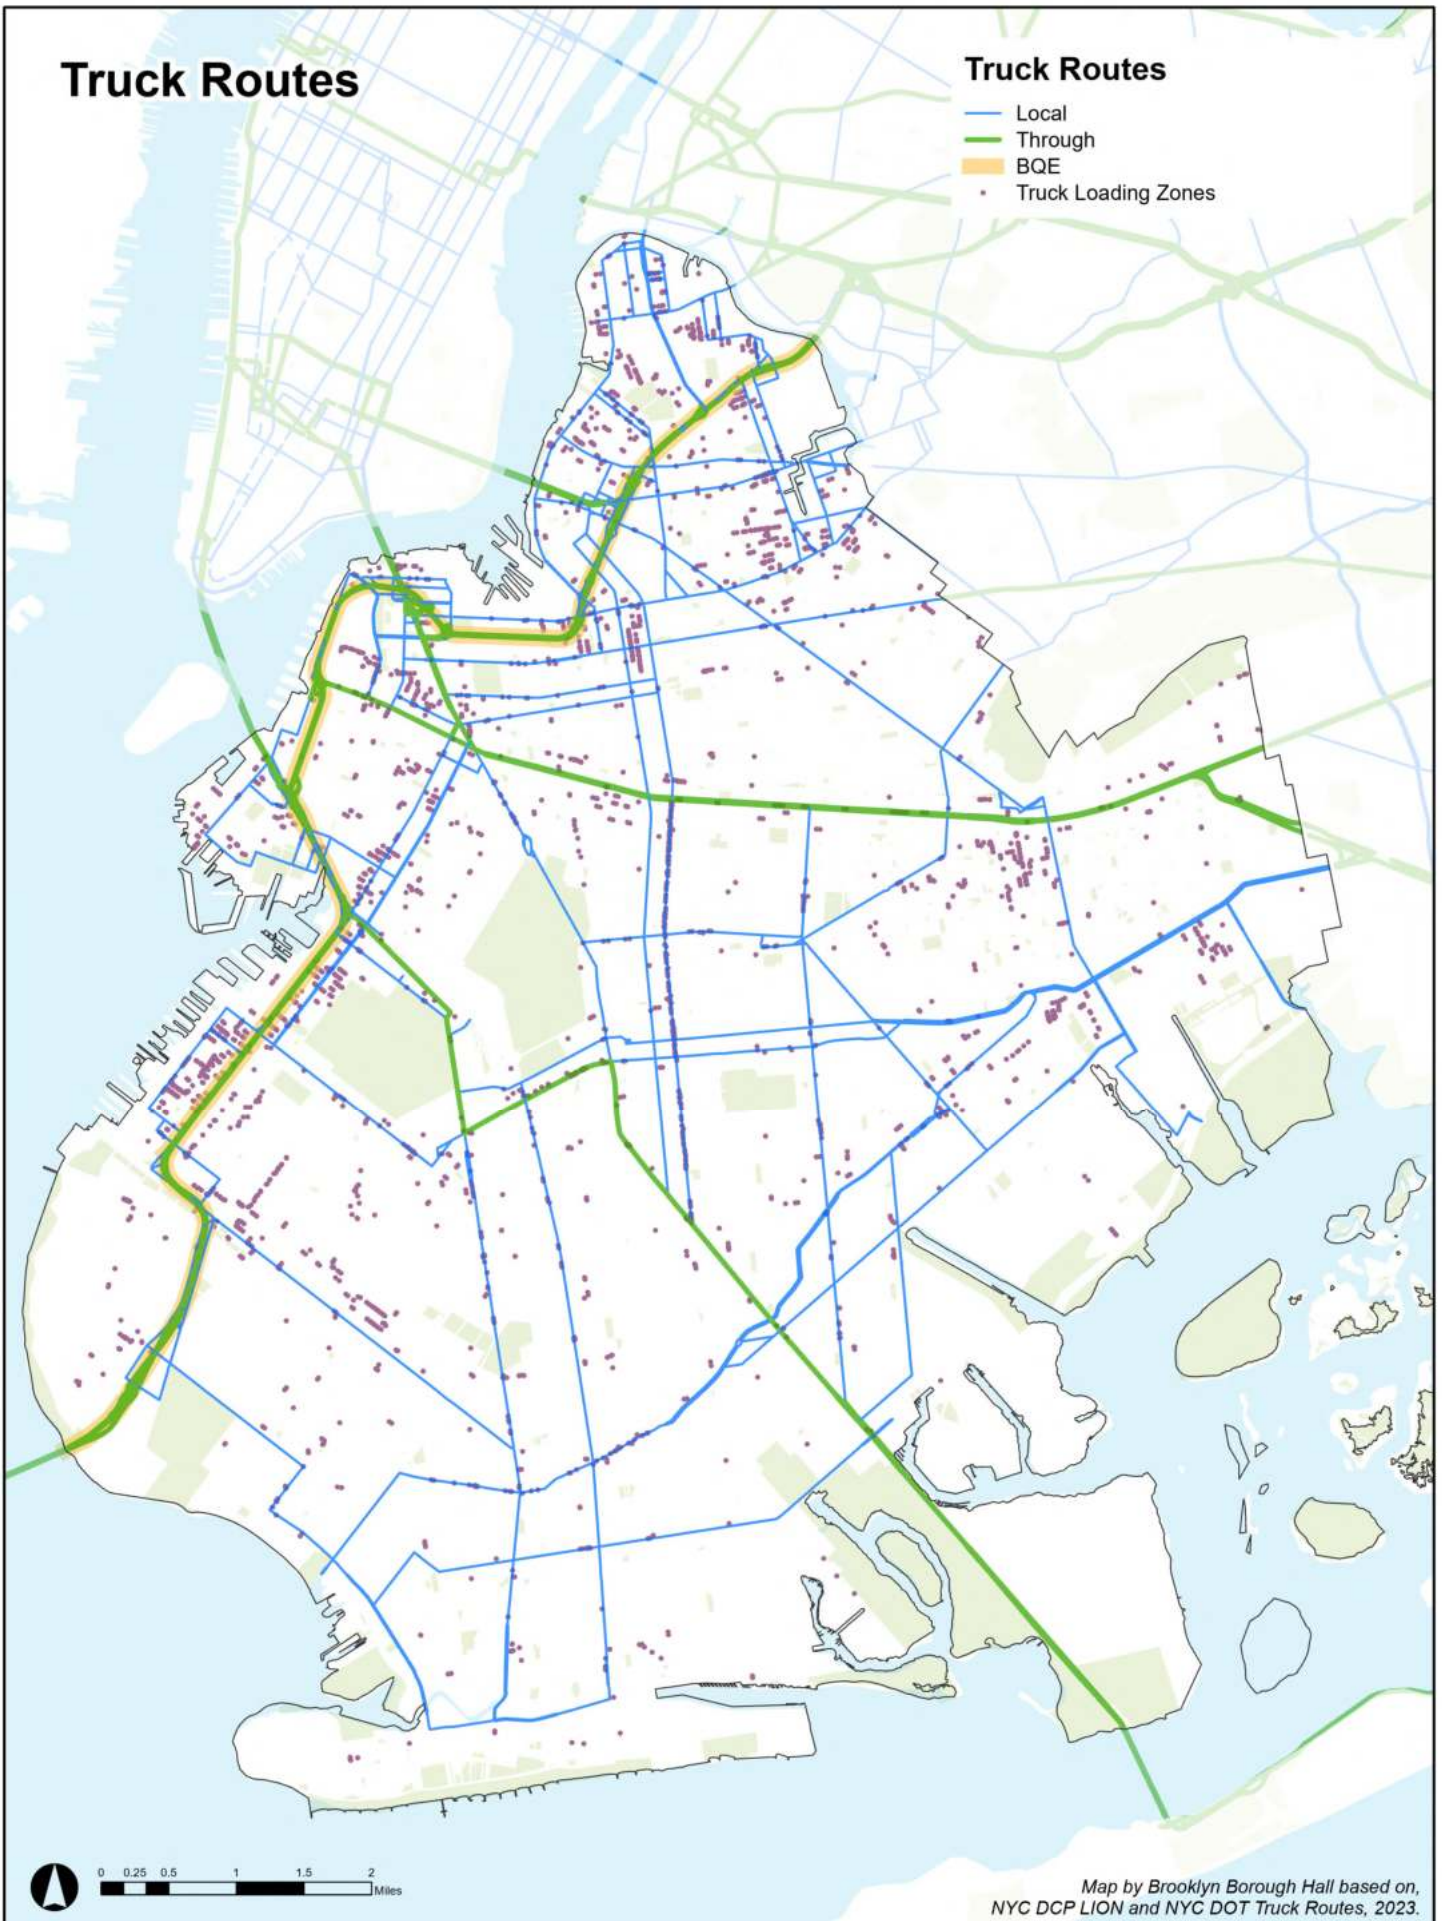 Truck Routes
Truck Routes
Local
Through
BQE
Truck Loading Zones
0 0.25 0.5 1 1.5 2
Miles
Map by Brooklyn Borough Hall based on,
NYC DCP LION and NYC DOT Truck Routes, 2023.